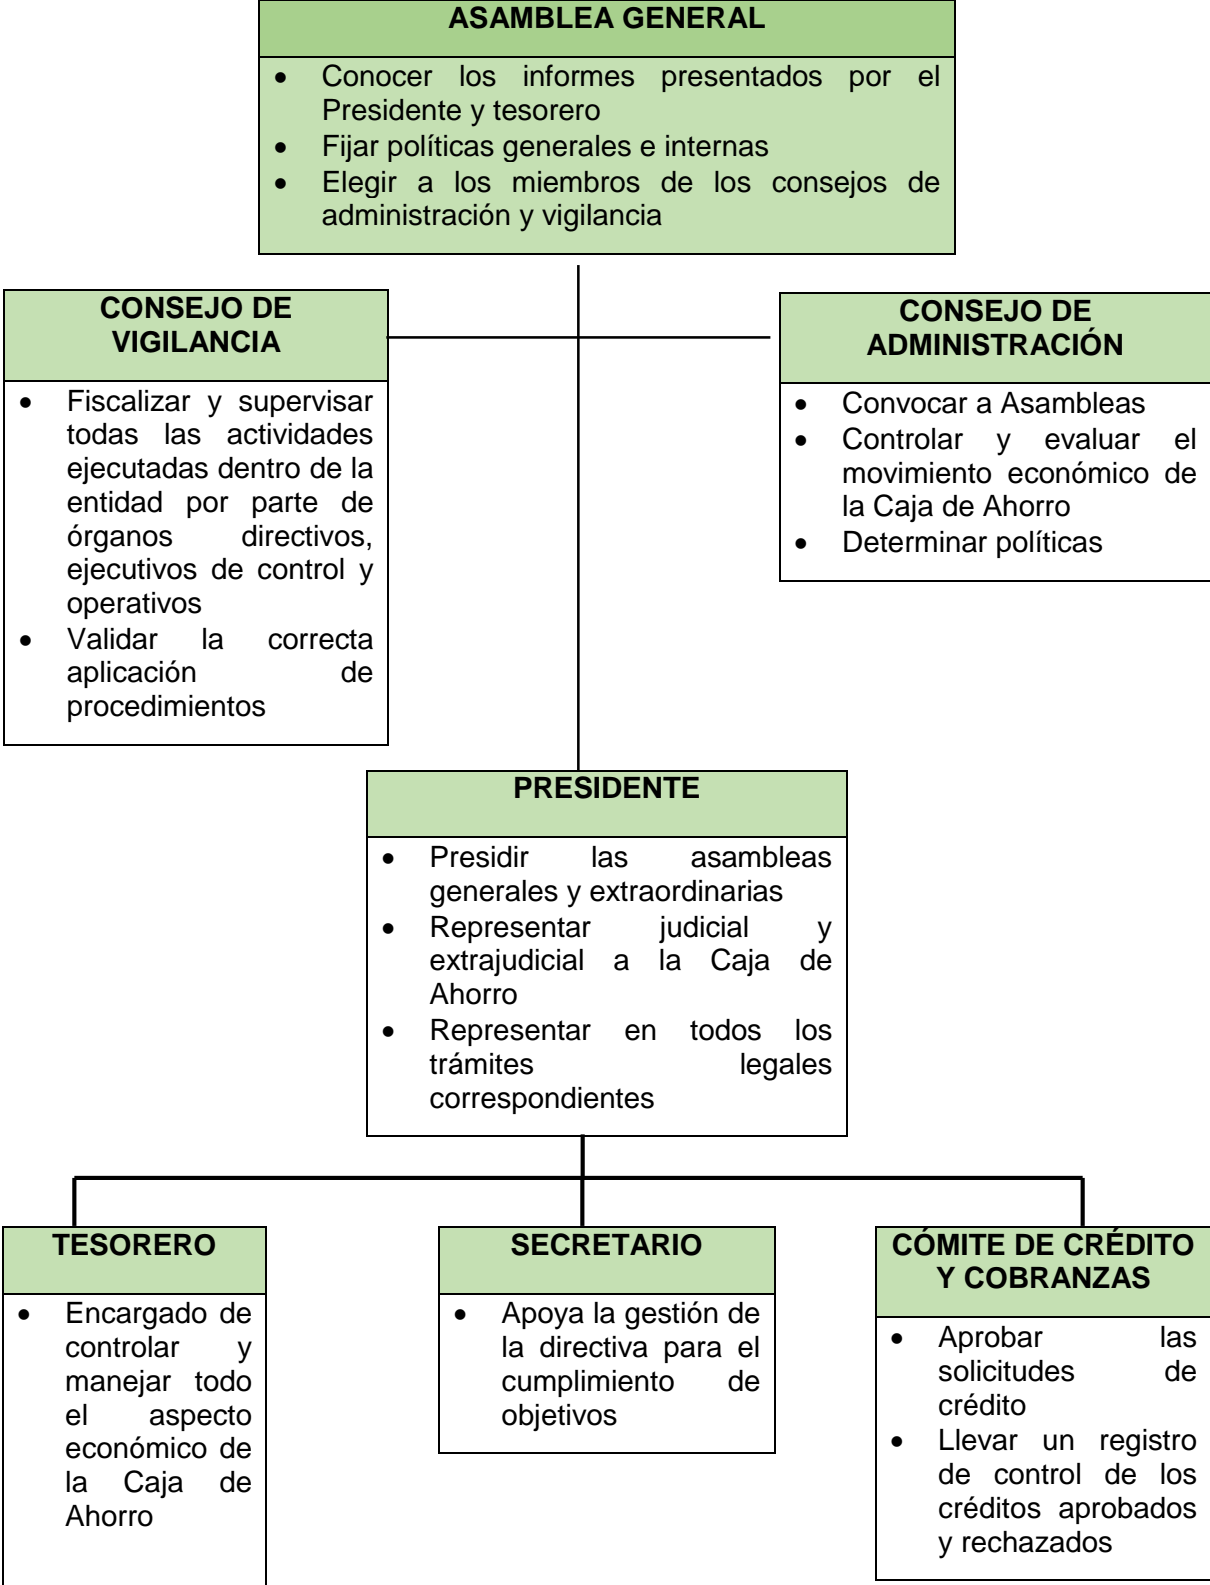 ASAMBLEA GENERAL
• Conocer los informes presentados por el
Presidente y tesorero
• Fijar políticas generales e internas
• Elegir a los miembros de los consejos de
administración y vigilancia
CONSEJO DE
VIGILANCIA
• Fiscalizar y supervisar
todas las actividades
ejecutadas dentro de la
entidad por parte de
órganos directivos,
ejecutivos de control y
operativos
• Validar la correcta
aplicación de
procedimientos
CONSEJO DE
ADMINISTRACIÓN
• Convocar a Asambleas
• Controlar y evaluar el
movimiento económico de
la Caja de Ahorro
• Determinar políticas
PRESIDENTE
• Presidir las asambleas
generales y extraordinarias
• Representar judicial y
extrajudicial a la Caja de
Ahorro
• Representar en todos los
trámites legales
correspondientes
TESORERO
• Encargado de
controlar y
manejar todo
el aspecto
económico de
la Caja de
Ahorro
SECRETARIO
• Apoya la gestión de
la directiva para el
cumplimiento de
objetivos
CÓMITE DE CRÉDITO
Y COBRANZAS
• Aprobar las
solicitudes de
crédito
• Llevar un registro
de control de los
créditos aprobados
y rechazados